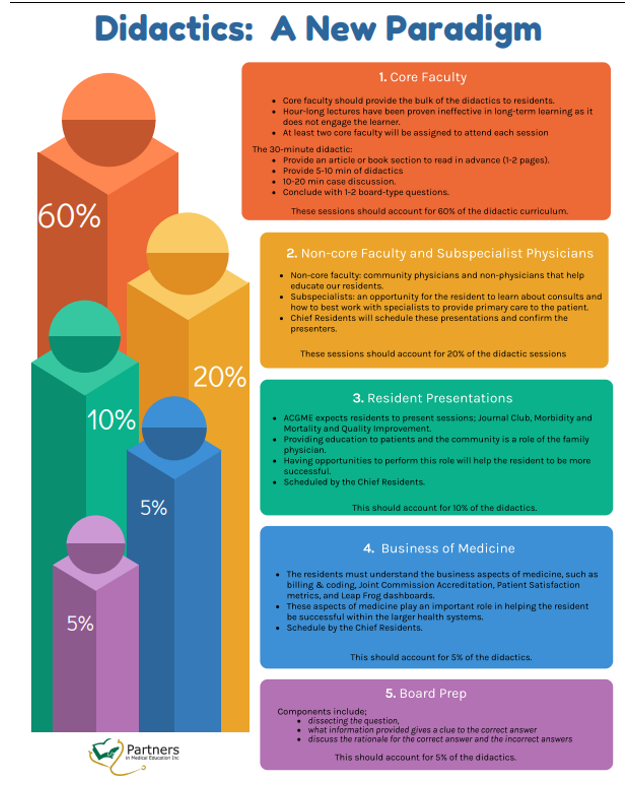 Didactics: A New Paradigm
1. Core Faculty
• Core faculty should provide the bulk of the didactics to residents.
• Hour-long lectures have been proven ineffective in long-term learning as it
does not engage the learner.
• At least two core faculty will be assigned to attend each session
The 30-minute didactic:
• Provide an article or book section to read in advance (1-2 pages).
• Provide 5-10 min of didactics
• 10-20 min case discussion.
• Conclude with 1-2 board-type questions.
These sessions should account for 60% of the didactic curriculum.
60%
2. Non-core Faculty and Subspecialist Physicians
• Non-core faculty: community physicians and non-physicians that help
educate our residents.
• Subspecialists: an opportunity for the resident to learn about consults and
how to best work with specialists to provide primary care to the patient.
• Chief Residents will schedule these presentations and confirm the
presenters.
These sessions should account for 20% of the didactic sessions
20%
3. Resident Presentations
• ACGME expects residents to present sessions; Journal Club, Morbidity and
Mortality and Quality Improvement.
• Providing education to patients and the community is a role of the family
physician.
• Having opportunities to perform this role will help the resident to be more
successful.
• Scheduled by the Chief Residents.
This should account for 10% of the didactics.
10%
4. Business of Medicine
• The residents must understand the business aspects of medicine, such as
billing & coding, Joint Commission Accreditation, Patient Satisfaction
metrics, and Leap Frog dashboards.
• These aspects of medicine play an important role in helping the resident
be successful within the larger health systems.
• Schedule by the Chief Residents.
This should account for 5% of the didactics.
5%
5. Board Prep
Components include;
• dissecting the question,
• what information provided gives a clue to the correct answer
• discuss the rationale for the correct answer and the incorrect answers
This should account for 5% of the didactics.
5%
Partners
in Medical Education Inc